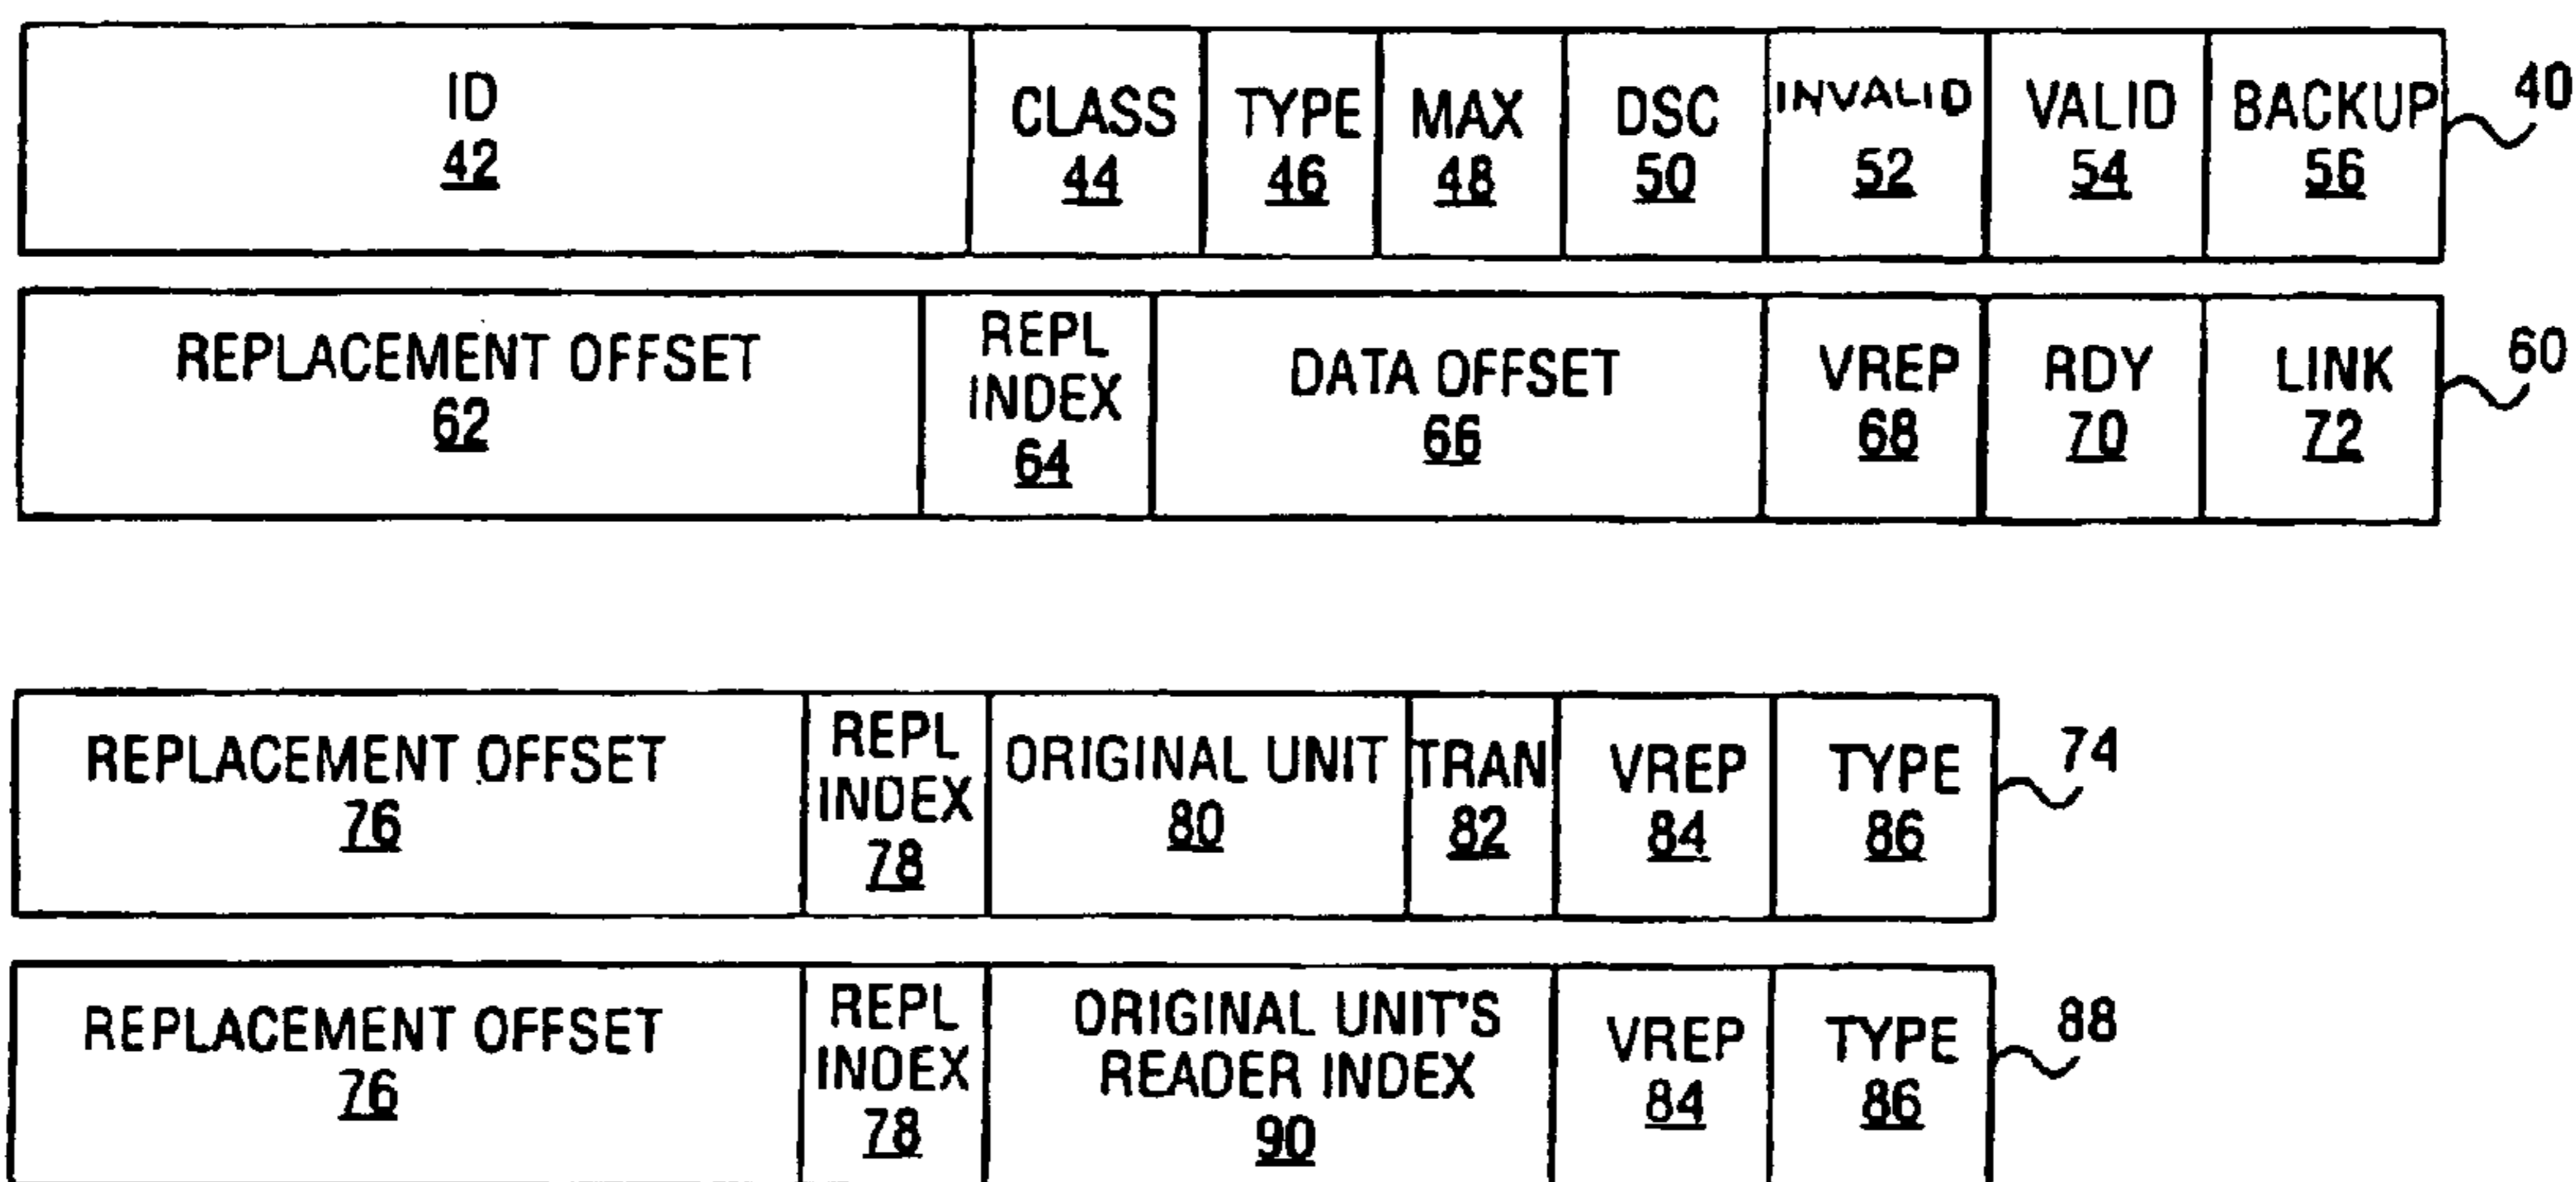 ID CLASS TYPE MAX DSC INVALID VALID BACKUP 40
42 44 46 48 50 52 54 56
REPLACEMENT OFFSET REPL INDEX DATA OFFSET VREP RDY LINK 60
62 64 66 68 70 72
REPLACEMENT OFFSET REPL INDEX ORIGINAL UNIT TRAN VREP TYPE 74
76 78 80 82 84 86
REPLACEMENT OFFSET REPL INDEX ORIGINAL UNIT'S READER INDEX VREP TYPE 88
76 78 90 84 86